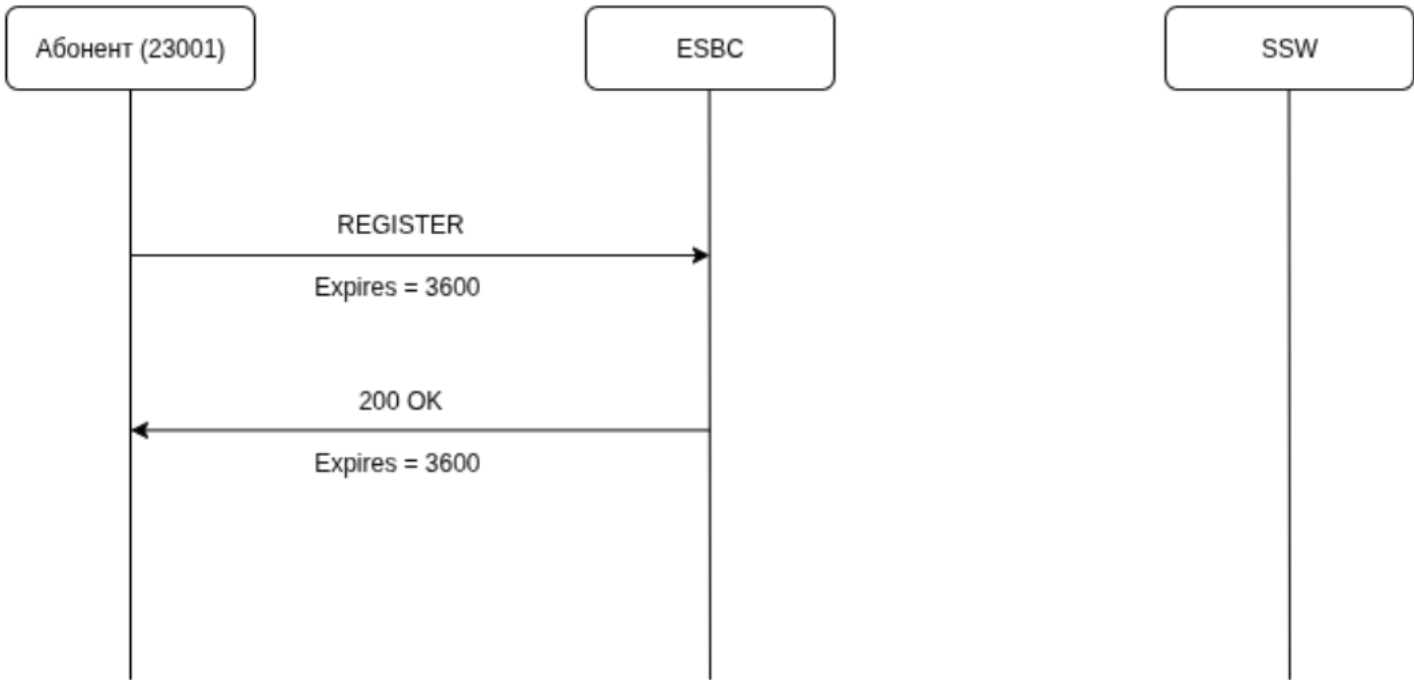 Абонент (23001)
ESBC
SSW
REGISTER
Expires = 3600
200 OK
Expires = 3600